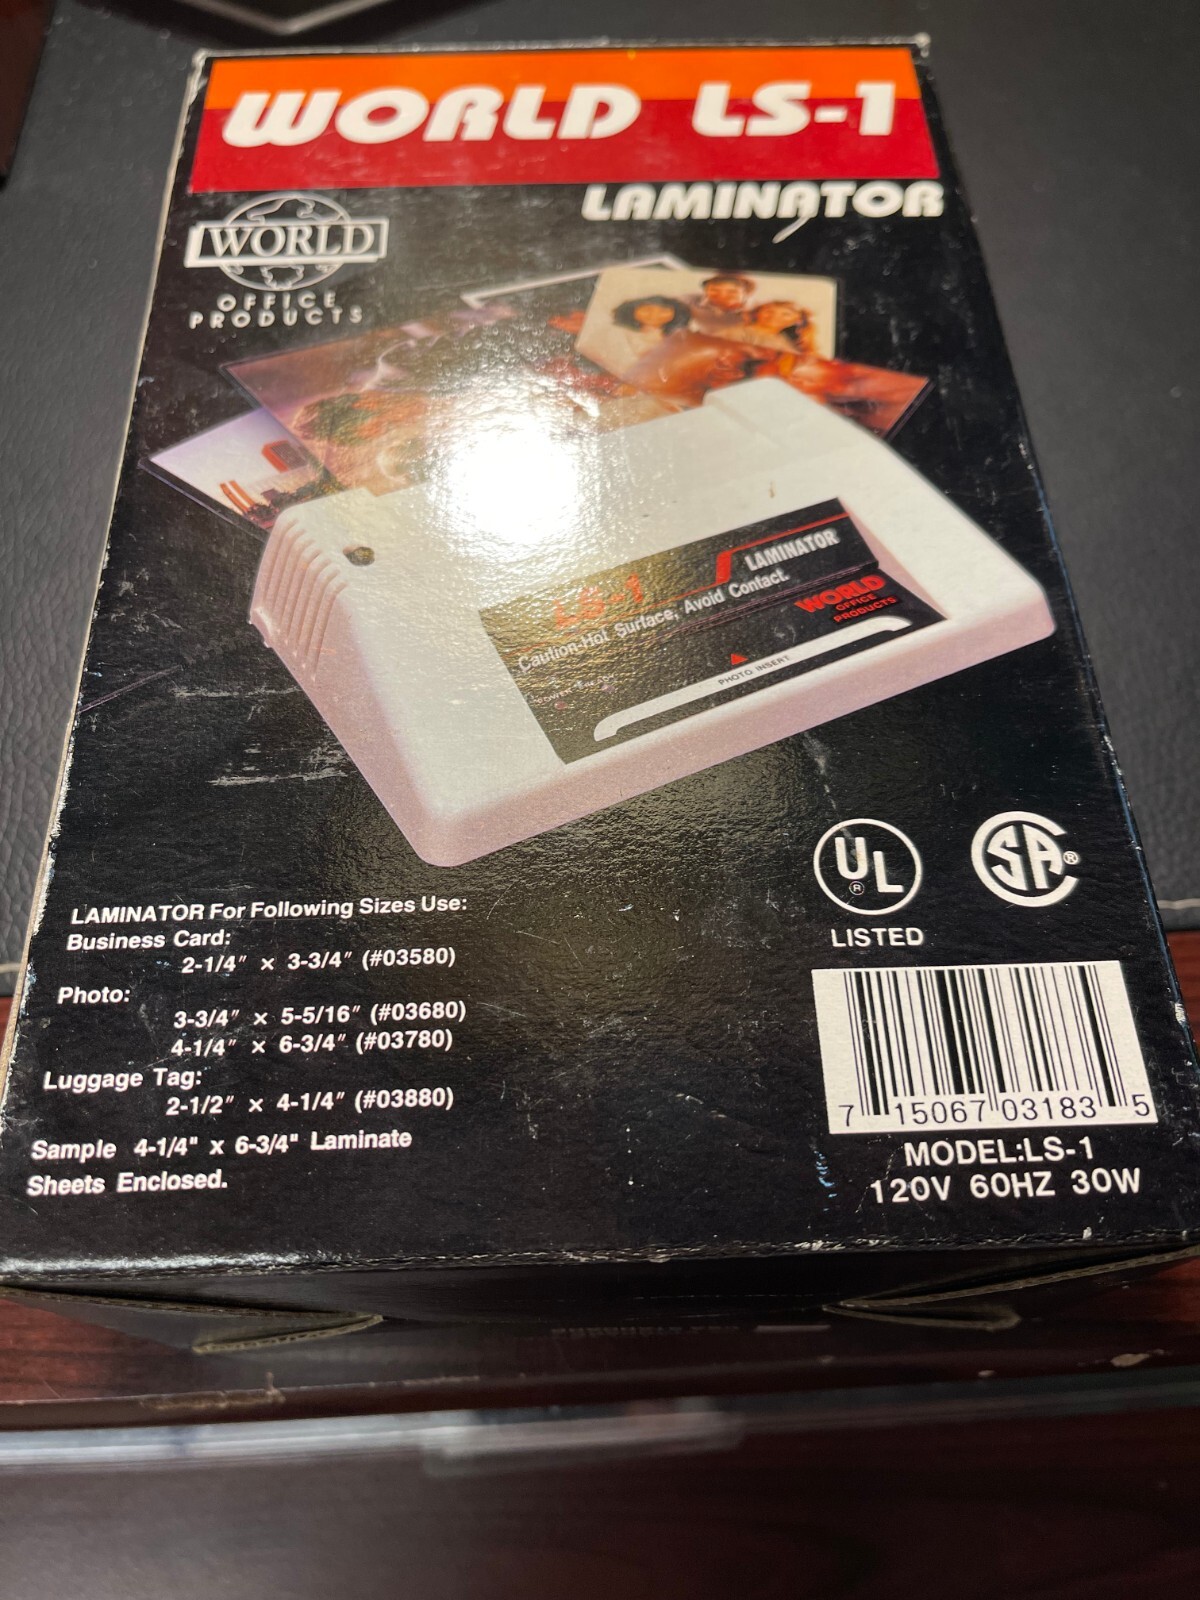 WORLD LS-1
LAMINATOR
WORLD
OFFICE
PRODUCTS
LS-1
LAMINATOR
Caution-Hot Surface, Avoid Contact.
WORLD
OFFICE
PRODUCTS
POWER READY
PHOTO INSERT
UL
®
LISTED
SA®
LAMINATOR For Following Sizes Use:
Business Card:
2-1/4" x 3-3/4" (#03580)
Photo:
3-3/4" x 5-5/16" (#03680)
4-1/4" x 6-3/4" (#03780)
Luggage Tag:
2-1/2" x 4-1/4" (#03880)
Sample 4-1/4" x 6-3/4" Laminate
Sheets Enclosed.
7 15067 03183 5
MODEL:LS-1
120V 60HZ 30W